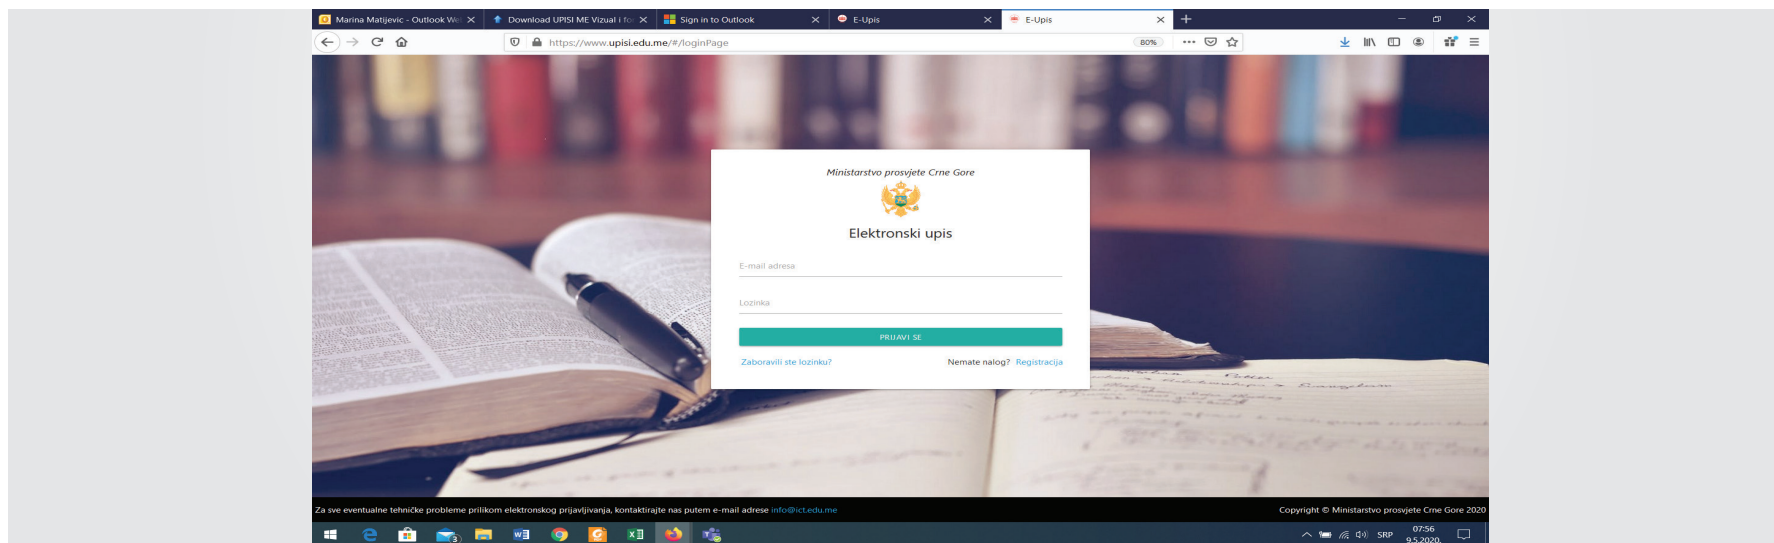 Marina Matijevic - Outlook We
Download UPISI ME Vizual i fo
Sign in to Outlook
E-Upis
E-Upis
https://www.upisi.edu.me/#/loginPage
80%
Ministarstvo prosvjete Crne Gore
Elektronski upis
E-mail adresa
Lozinka
PRIJAVI SE
Zaboravili ste lozinku?
Nemate nalog? Registracija
Za sve eventualne tehničke probleme prilikom elektronskog prijavljivanja, kontaktirajte nas putem e-mail adrese info@ict.edu.me
Copyright © Ministarstvo prosvjete Crne Gore 2020
3
SRP
07:56
9.5.2020.